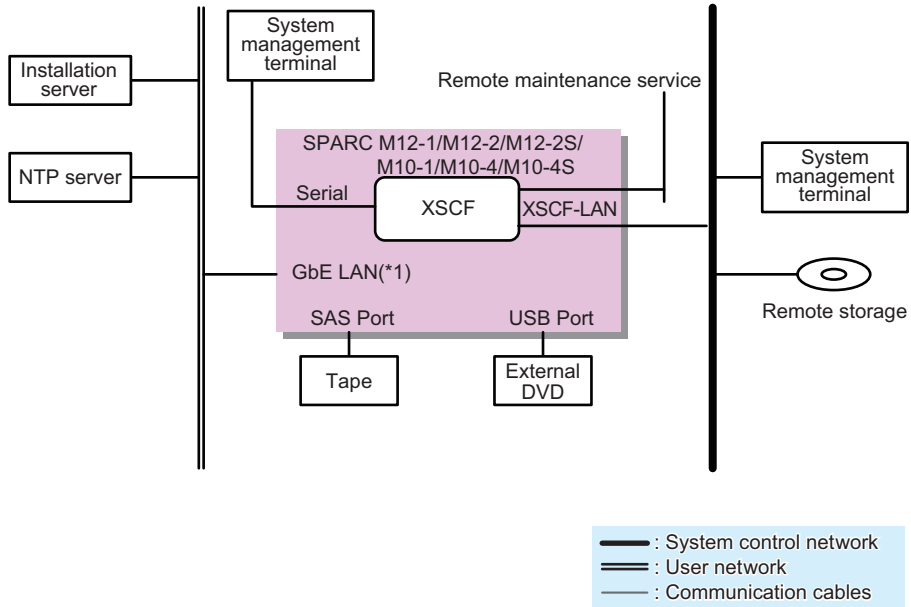 System
management
terminal
Installation
server
Remote maintenance service
SPARC M12-1/M12-2/M12-2S/
M10-1/M10-4/M10-4S
NTP server
System
management
terminal
Serial
XSCF
XSCF-LAN
GbE LAN(*1)
Remote storage
SAS Port
USB Port
Tape
External
DVD
: System control network
: User network
: Communication cables